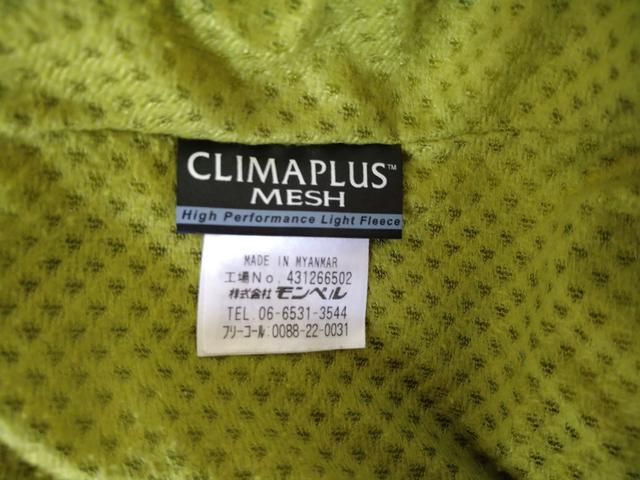 CLIMAPLUS™
MESH
High Performance Light Fleece
MADE IN MYANMAR
工場No. 431266502
株式会社 モンベル
TEL. 06-6531-3544
フリーコール:0088-22-0031